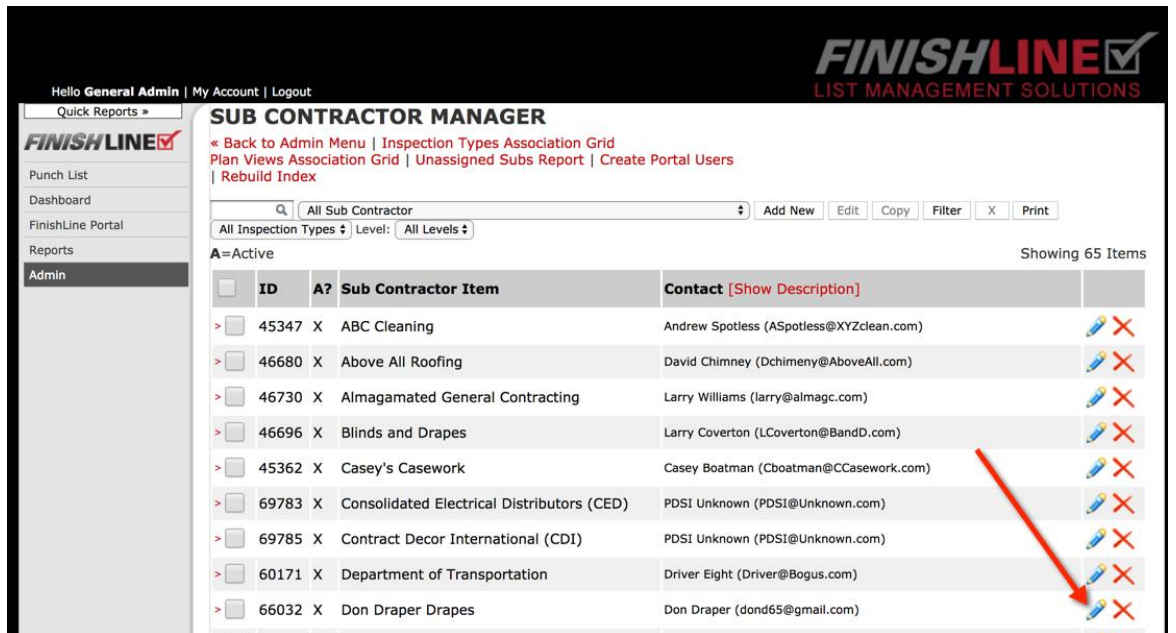 FINISHLINE
LIST MANAGEMENT SOLUTIONS
Hello General Admin | My Account | Logout
Quick Reports »
FINISHLINE
Punch List
Dashboard
FinishLine Portal
Reports
Admin
SUB CONTRACTOR MANAGER
« Back to Admin Menu | Inspection Types Association Grid
Plan Views Association Grid | Unassigned Subs Report | Create Portal Users
| Rebuild Index
All Sub Contractor Add New Edit Copy Filter X Print
All Inspection Types Level: All Levels
A=Active Showing 65 Items
ID A? Sub Contractor Item Contact [Show Description]
> 45347 X ABC Cleaning Andrew Spotless (ASpotless@XYZclean.com)
> 46680 X Above All Roofing David Chimney (Dchimeny@AboveAll.com)
> 46730 X Almagamated General Contracting Larry Williams (larry@almagc.com)
> 46696 X Blinds and Drapes Larry Coverton (LCoverton@BandD.com)
> 45362 X Casey's Casework Casey Boatman (Cboatman@CCasework.com)
> 69783 X Consolidated Electrical Distributors (CED) PDSI Unknown (PDSI@Unknown.com)
> 69785 X Contract Decor International (CDI) PDSI Unknown (PDSI@Unknown.com)
> 60171 X Department of Transportation Driver Eight (Driver@Bogus.com)
> 66032 X Don Draper Drapes Don Draper (dond65@gmail.com)